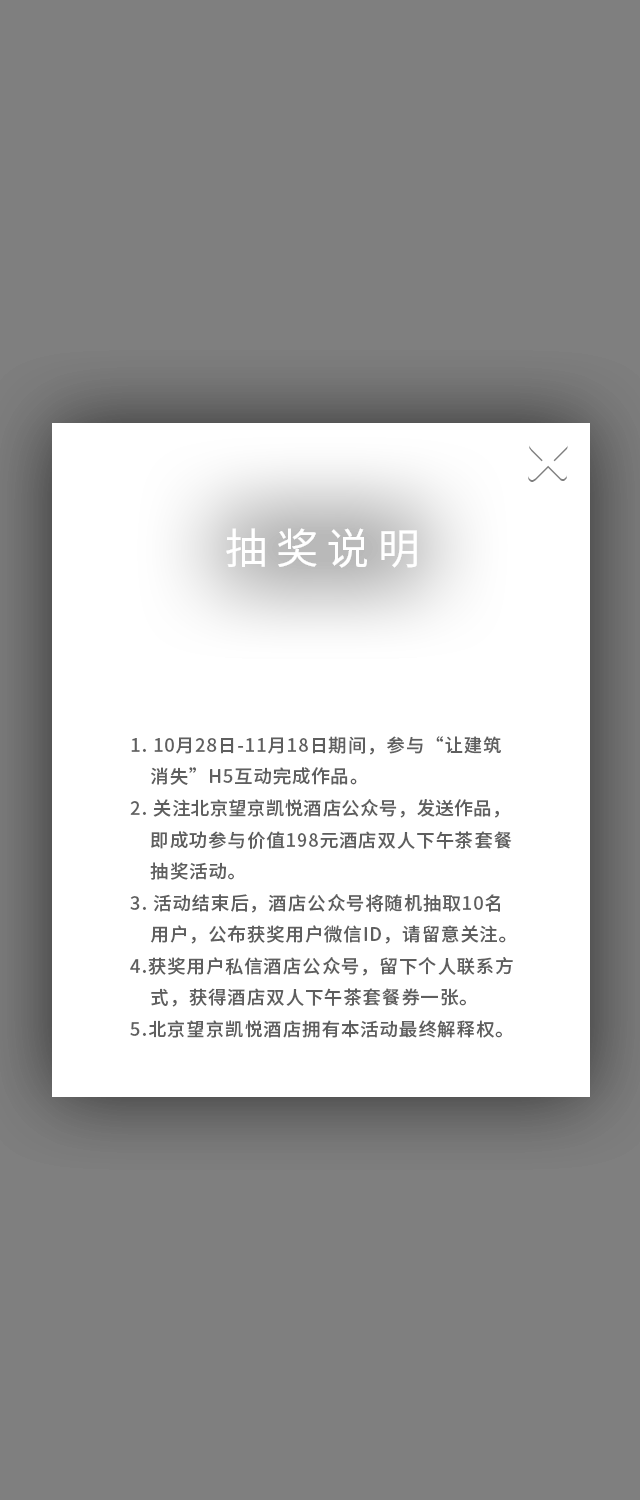 抽奖说明
1. 10月28日-11月18日期间，参与“让建筑
消失”H5互动完成作品。
2. 关注北京望京凯悦酒店公众号，发送作品，
即成功参与价值198元酒店双人下午茶套餐
抽奖活动。
3. 活动结束后，酒店公众号将随机抽取10名
用户，公布获奖用户微信ID，请留意关注。
4.获奖用户私信酒店公众号，留下个人联系方
式，获得酒店双人下午茶套餐券一张。
5.北京望京凯悦酒店拥有本活动最终解释权。